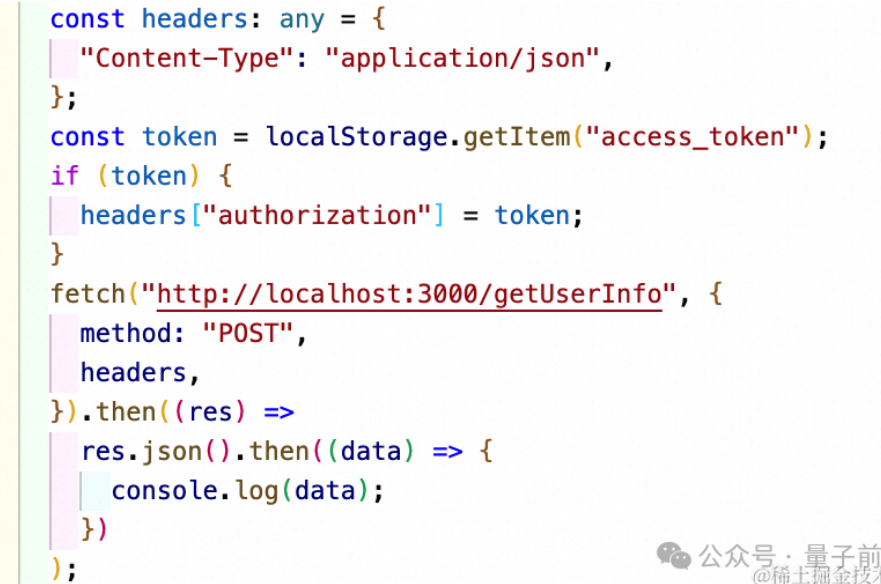 const headers: any = {
"Content-Type": "application/json",
};
const token = localStorage.getItem("access_token");
if (token) {
headers["authorization"] = token;
}
fetch("http://localhost:3000/getUserInfo", {
method: "POST",
headers,
}).then((res) =>
res.json().then((data) => {
console.log(data);
})
);
公众号 · 量子前
@稀土掘金技术